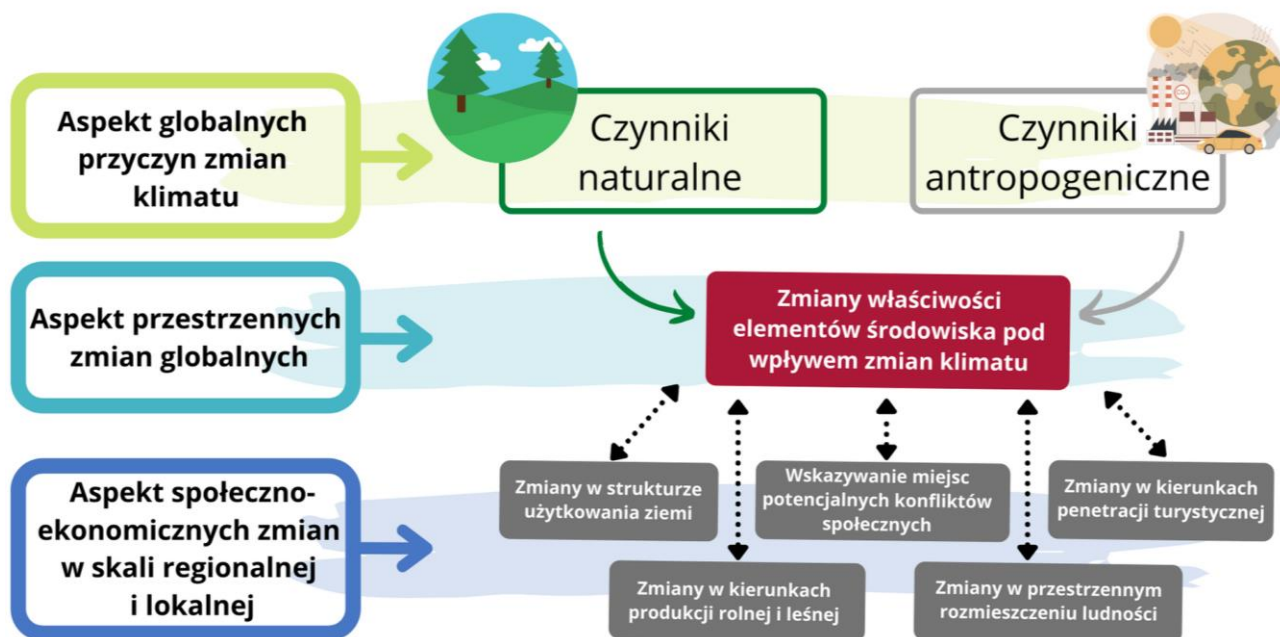 Aspekt globalnych
przyczyn zmian
klimatu
Czynniki
naturalne
Czynniki
antropogeniczne
Aspekt przestrzennych
zmian globalnych
Zmiany właściwości
elementów środowiska pod
wpływem zmian klimatu
Aspekt społeczno-
ekonomicznych zmian
w skali regionalnej
i lokalnej
Zmiany w strukturze
użytkowania ziemi
Wskazywanie miejsc
potencjalnych konfliktów
społecznych
Zmiany w kierunkach
penetracji turystycznej
Zmiany w kierunkach
produkcji rolnej i leśnej
Zmiany w przestrzennym
rozmieszczeniu ludności